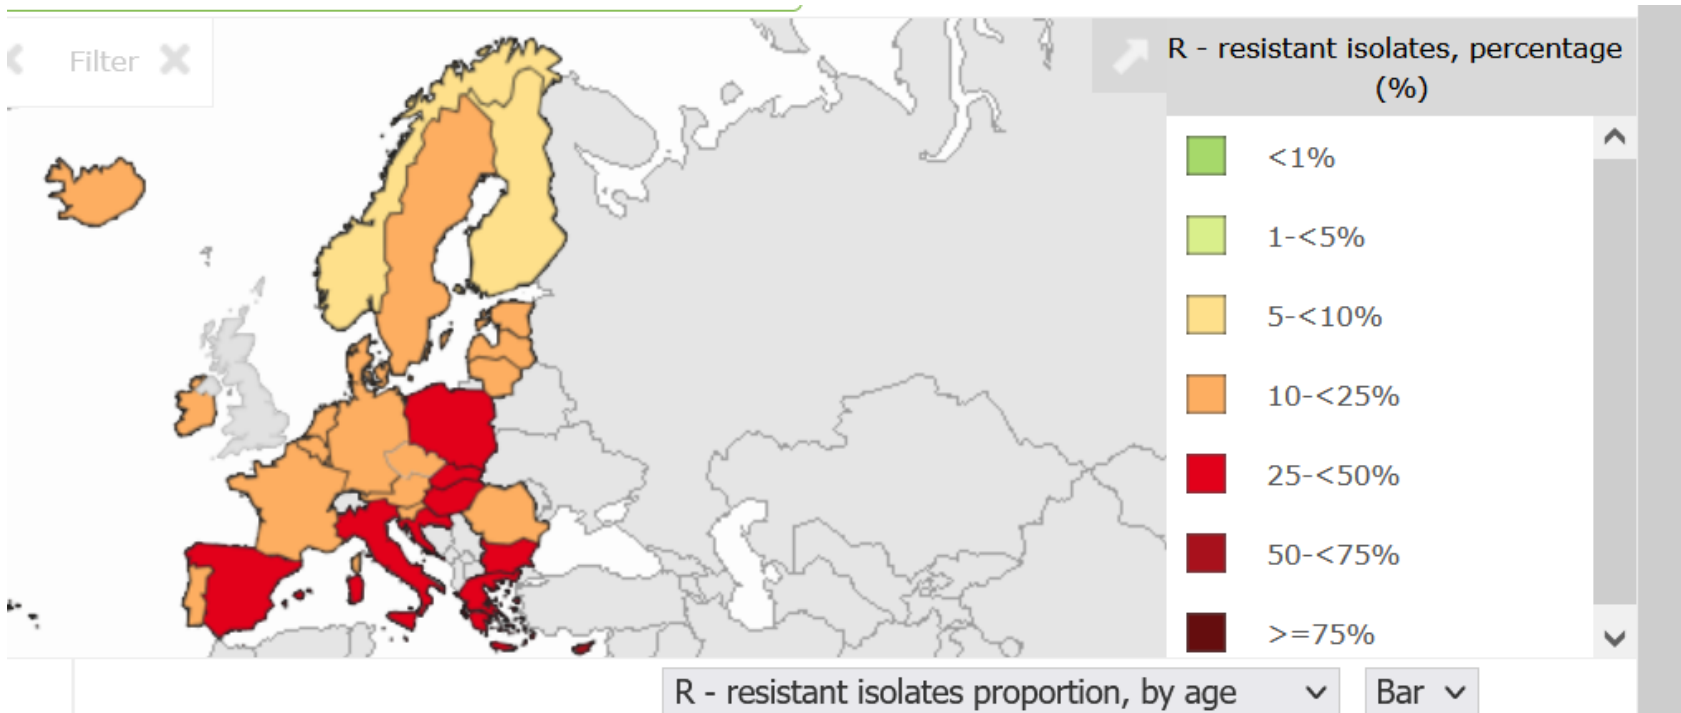 Filter
R - resistant isolates, percentage
(%)
<1%
1-<5%
5-<10%
10-<25%
25-<50%
50-<75%
>=75%
R - resistant isolates proportion, by age
Bar